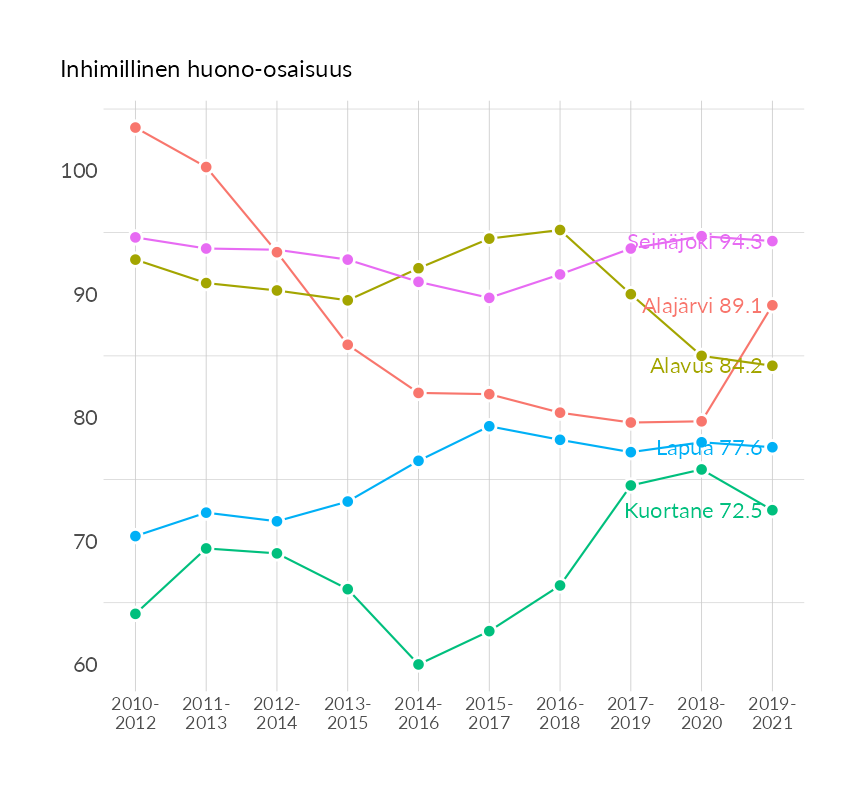 Inhimillinen huono-osaisuus
100
90
80
70
60
Seinäjoki 94.3
Alajärvi 89.1
Alavus 84.2
Lapua 77.6
Kuortane 72.5
2010- 2011- 2012- 2013- 2014- 2015- 2016- 2017- 2018- 2019-
2012 2013 2014 2015 2016 2017 2018 2019 2020 2021